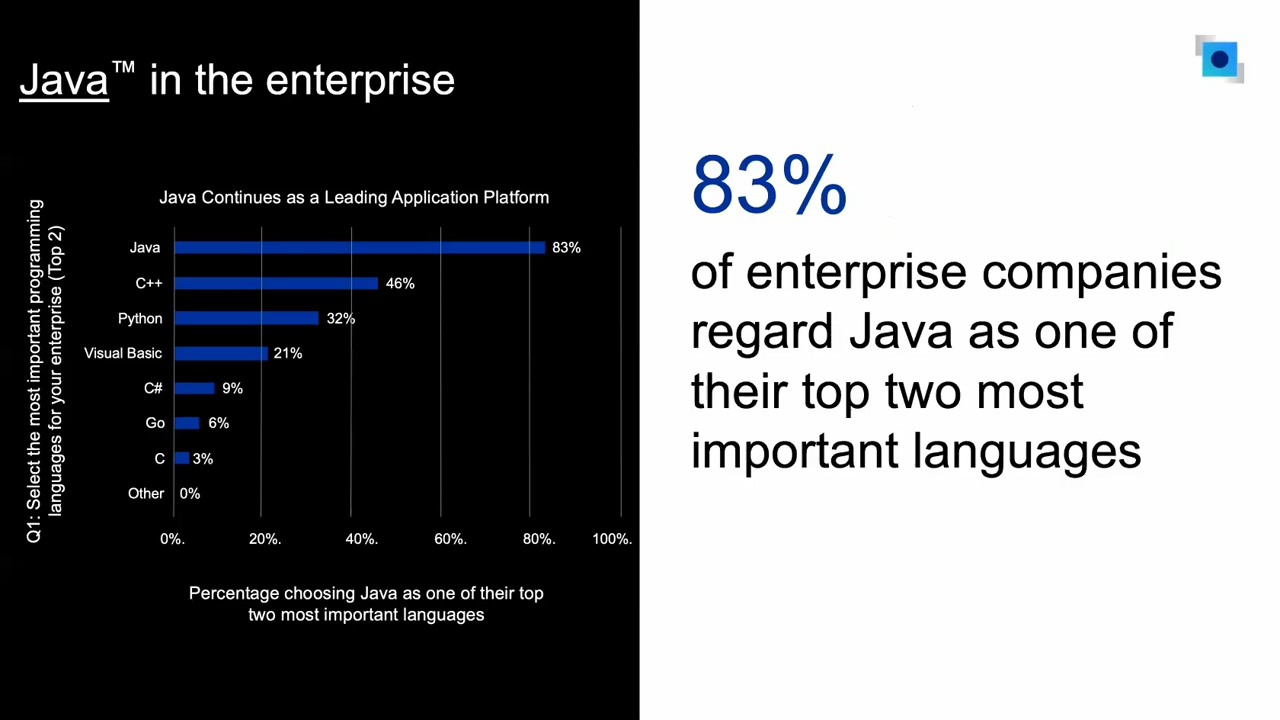 Java™ in the enterprise
Java Continues as a Leading Application Platform
Q1: Select the most important programming
languages for your enterprise (Top 2)
Java 83%
C++ 46%
Python 32%
Visual Basic 21%
C# 9%
Go 6%
C 3%
Other 0%
0%. 20%. 40%. 60%. 80%. 100%.
Percentage choosing Java as one of their top
two most important languages
83%
of enterprise companies
regard Java as one of
their top two most
important languages